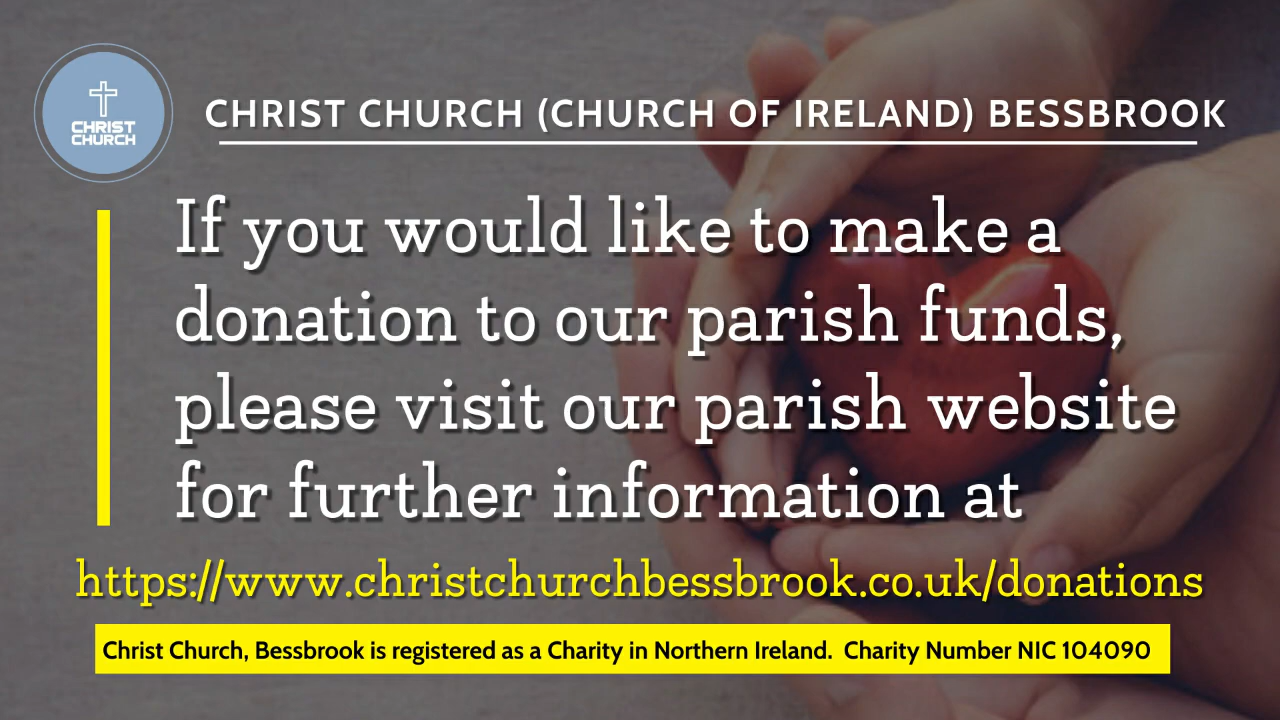 CHRIST
CHURCH
CHRIST CHURCH (CHURCH OF IRELAND) BESSBROOK
If you would like to make a
donation to our parish funds,
please visit our parish website
for further information at
https://www.christchurchbessbrook.co.uk/donations
Christ Church, Bessbrook is registered as a Charity in Northern Ireland.  Charity Number NIC 104090